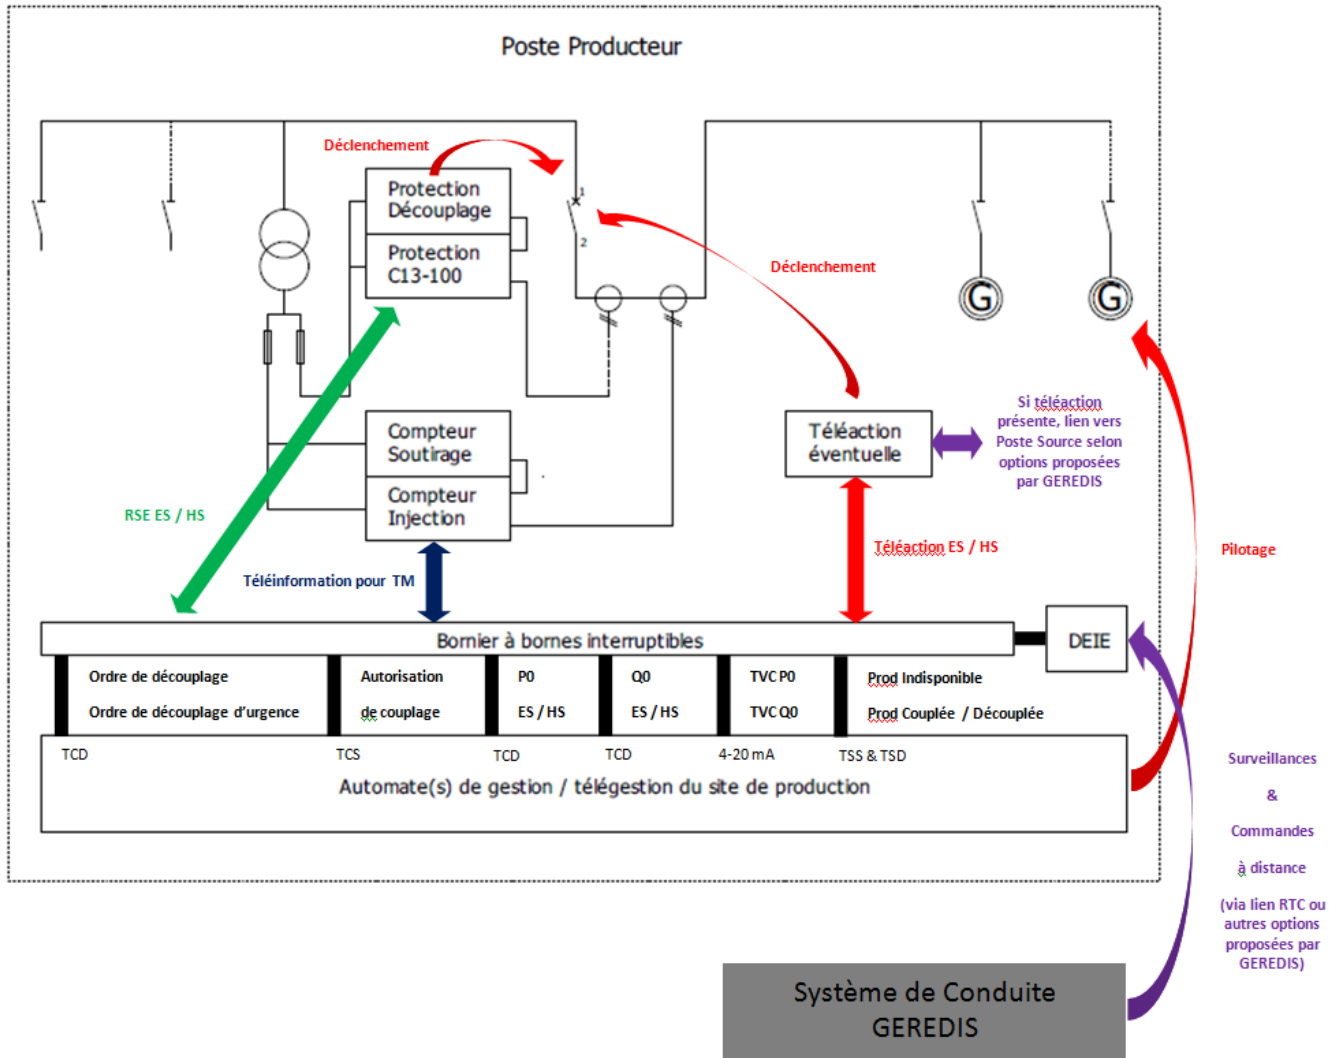 Poste Producteur
Déclenchement
Protection
Découplage
Protection
C13-100
1
2
Déclenchement
G
G
Compteur
Soutirage
Compteur
Injection
Téléaction
éventuelle
Si téléaction
présente, lien vers
Poste Source selon
options proposées
par GEREDIS
RSE ES / HS
Téléinformation pour TM
Téléaction ES / HS
Pilotage
Bornier à bornes interruptibles
DEIE
Ordre de découplage
Ordre de découplage d'urgence
Autorisation
de couplage
P0
ES / HS
Q0
ES / HS
TVC P0
TVC Q0
Prod Indisponible
Prod Couplée / Découplée
TCD
TCS
TCD
TCD
4-20 mA
TSS & TSD
Automate(s) de gestion / télégestion du site de production
Surveillances
&
Commandes
à distance
(via lien RTC ou
autres options
proposées par
GEREDIS)
Système de Conduite
GEREDIS